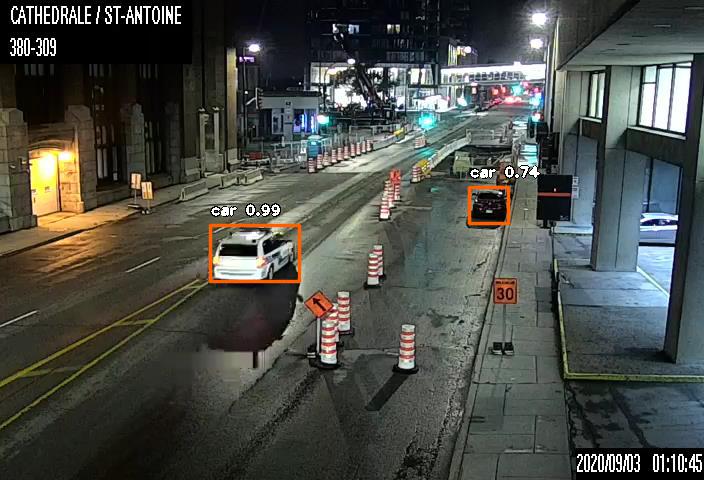 CATHEDRALE / ST-ANTOINE
380-309
car 0.74
car 0.99
30
2020/09/03 01:10:45